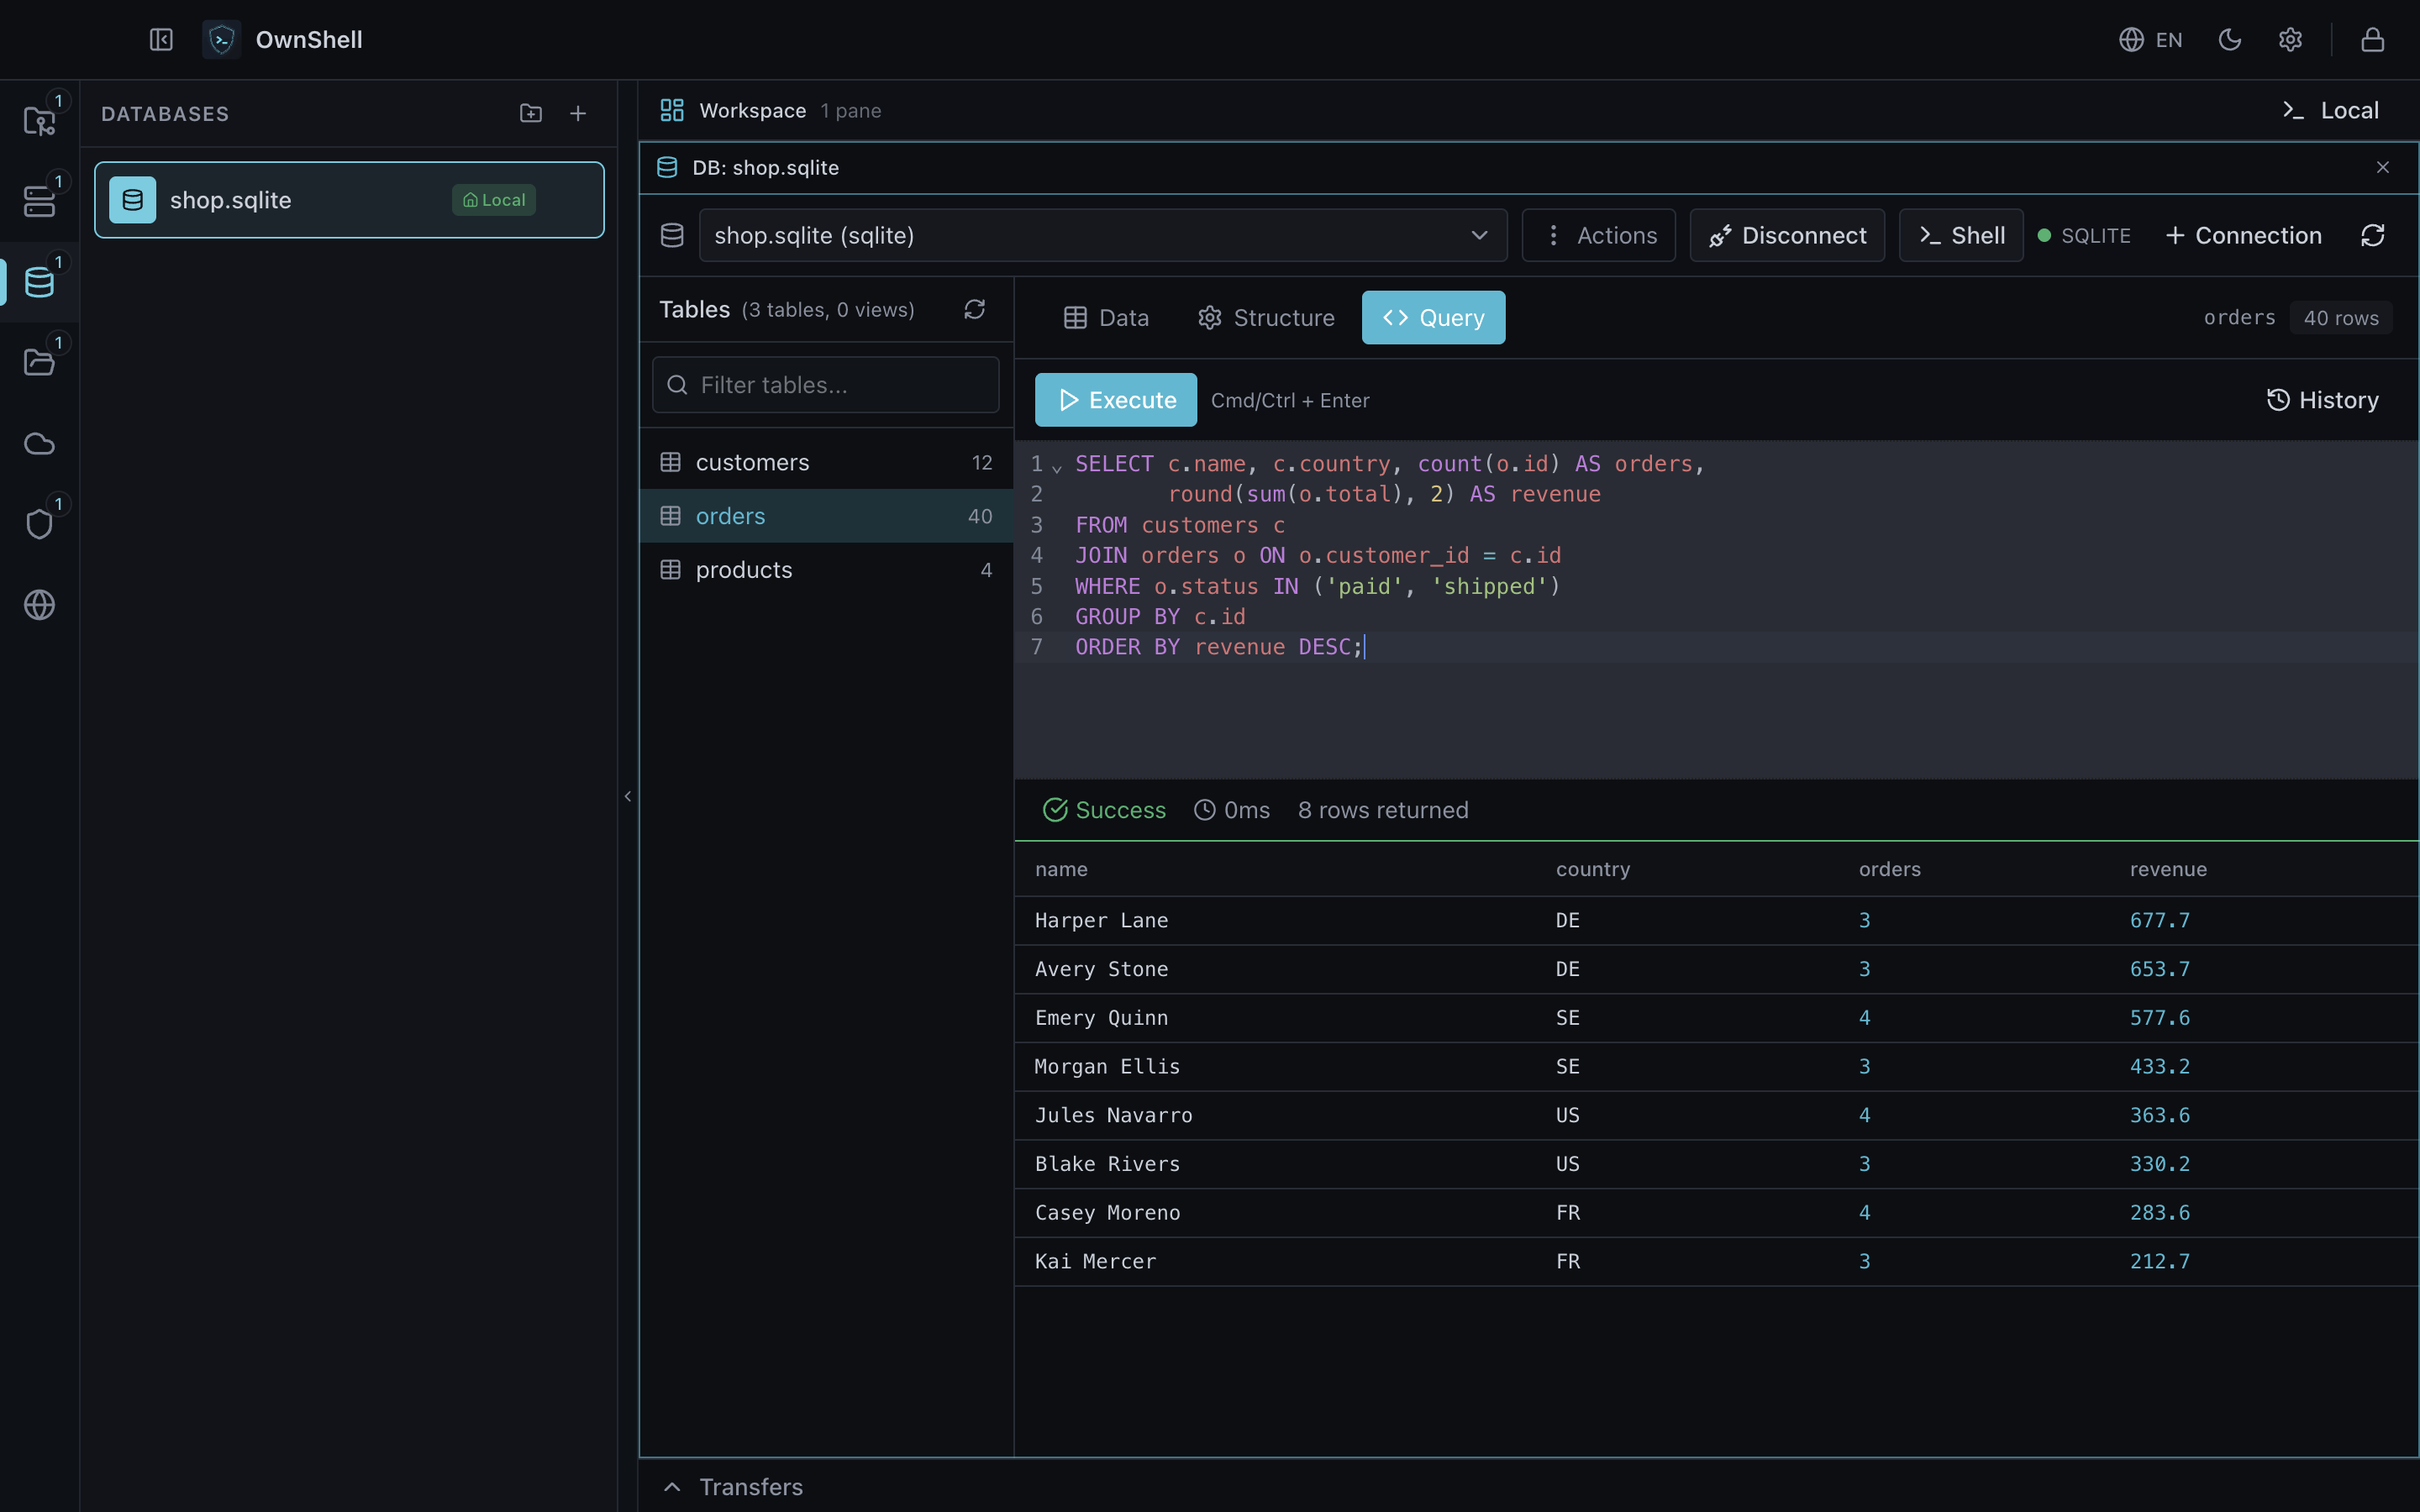 OwnShell
EN
1
1
1
1
1
DATABASES
shop.sqlite
Local
Workspace 1 pane
Local
DB: shop.sqlite
shop.sqlite (sqlite)
Actions
Disconnect
Shell
SQLITE
Connection
Tables (3 tables, 0 views)
Filter tables...
customers 12
orders 40
products 4
Data
Structure
Query
orders 40 rows
Execute Cmd/Ctrl + Enter
History
1 SELECT c.name, c.country, count(o.id) AS orders,
2 round(sum(o.total), 2) AS revenue
3 FROM customers c
4 JOIN orders o ON o.customer_id = c.id
5 WHERE o.status IN ('paid', 'shipped')
6 GROUP BY c.id
7 ORDER BY revenue DESC;
Success 0ms 8 rows returned
name country orders revenue
Harper Lane DE 3 677.7
Avery Stone DE 3 653.7
Emery Quinn SE 4 577.6
Morgan Ellis SE 3 433.2
Jules Navarro US 4 363.6
Blake Rivers US 3 330.2
Casey Moreno FR 4 283.6
Kai Mercer FR 3 212.7
Transfers